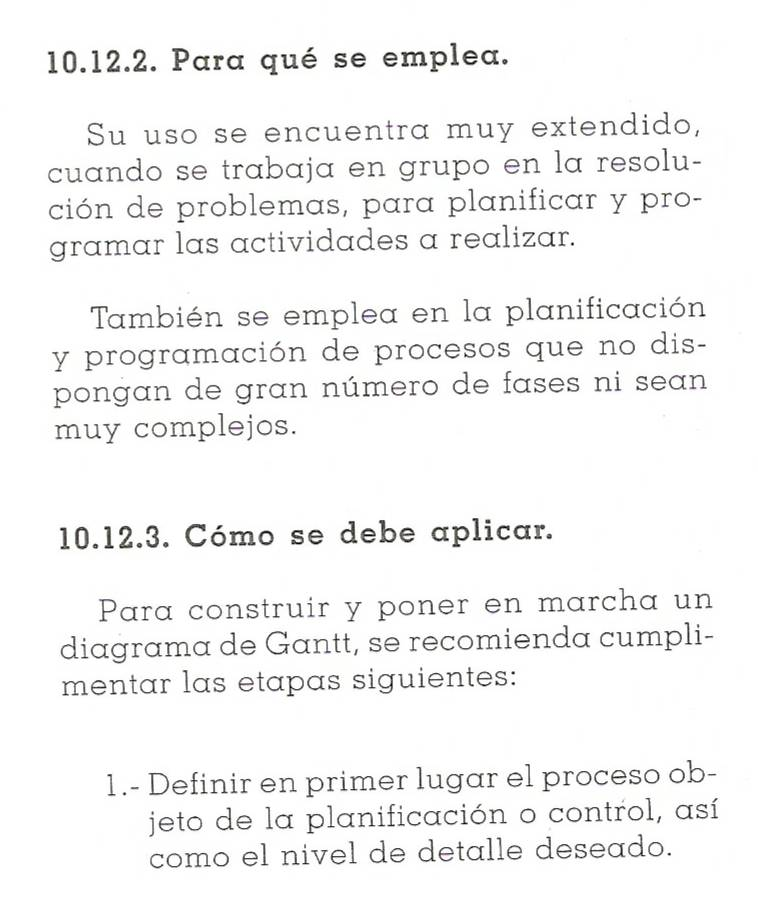 10.12.2. Para qué se emplea.
Su uso se encuentra muy extendido,
cuando se trabaja en grupo en la resolu-
ción de problemas, para planificar y pro-
gramar las actividades a realizar.
También se emplea en la planificación
y programación de procesos que no dis-
pongan de gran número de fases ni sean
muy complejos.
10.12.3. Cómo se debe aplicar.
Para construir y poner en marcha un
diagrama de Gantt, se recomienda cumpli-
mentar las etapas siguientes:
1.- Definir en primer lugar el proceso ob-
jeto de la planificación o control, así
como el nivel de detalle deseado.